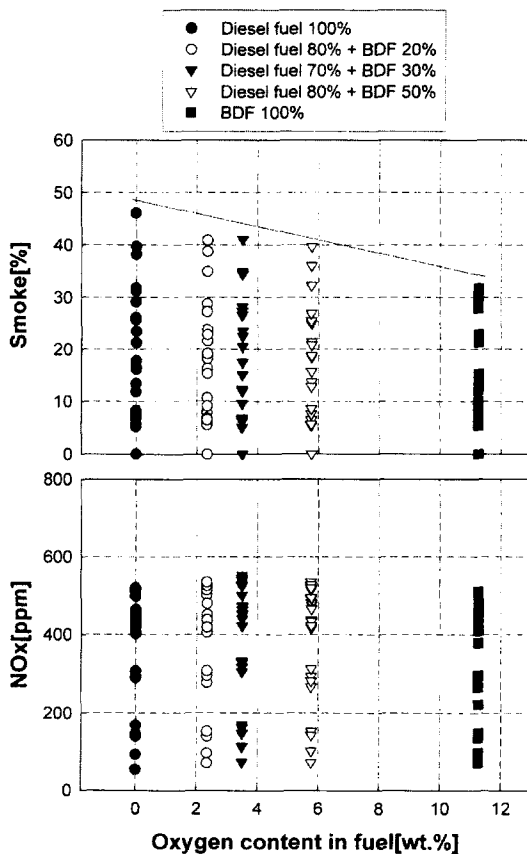 Diesel fuel 100%
Diesel fuel 80% + BDF 20%
Diesel fuel 70% + BDF 30%
Diesel fuel 80% + BDF 50%
BDF 100%
60
50
40
30
20
10
0
Smoke[%]
800
600
400
200
0
NOx[ppm]
0 2 4 6 8 10 12
Oxygen content in fuel[wt.%]